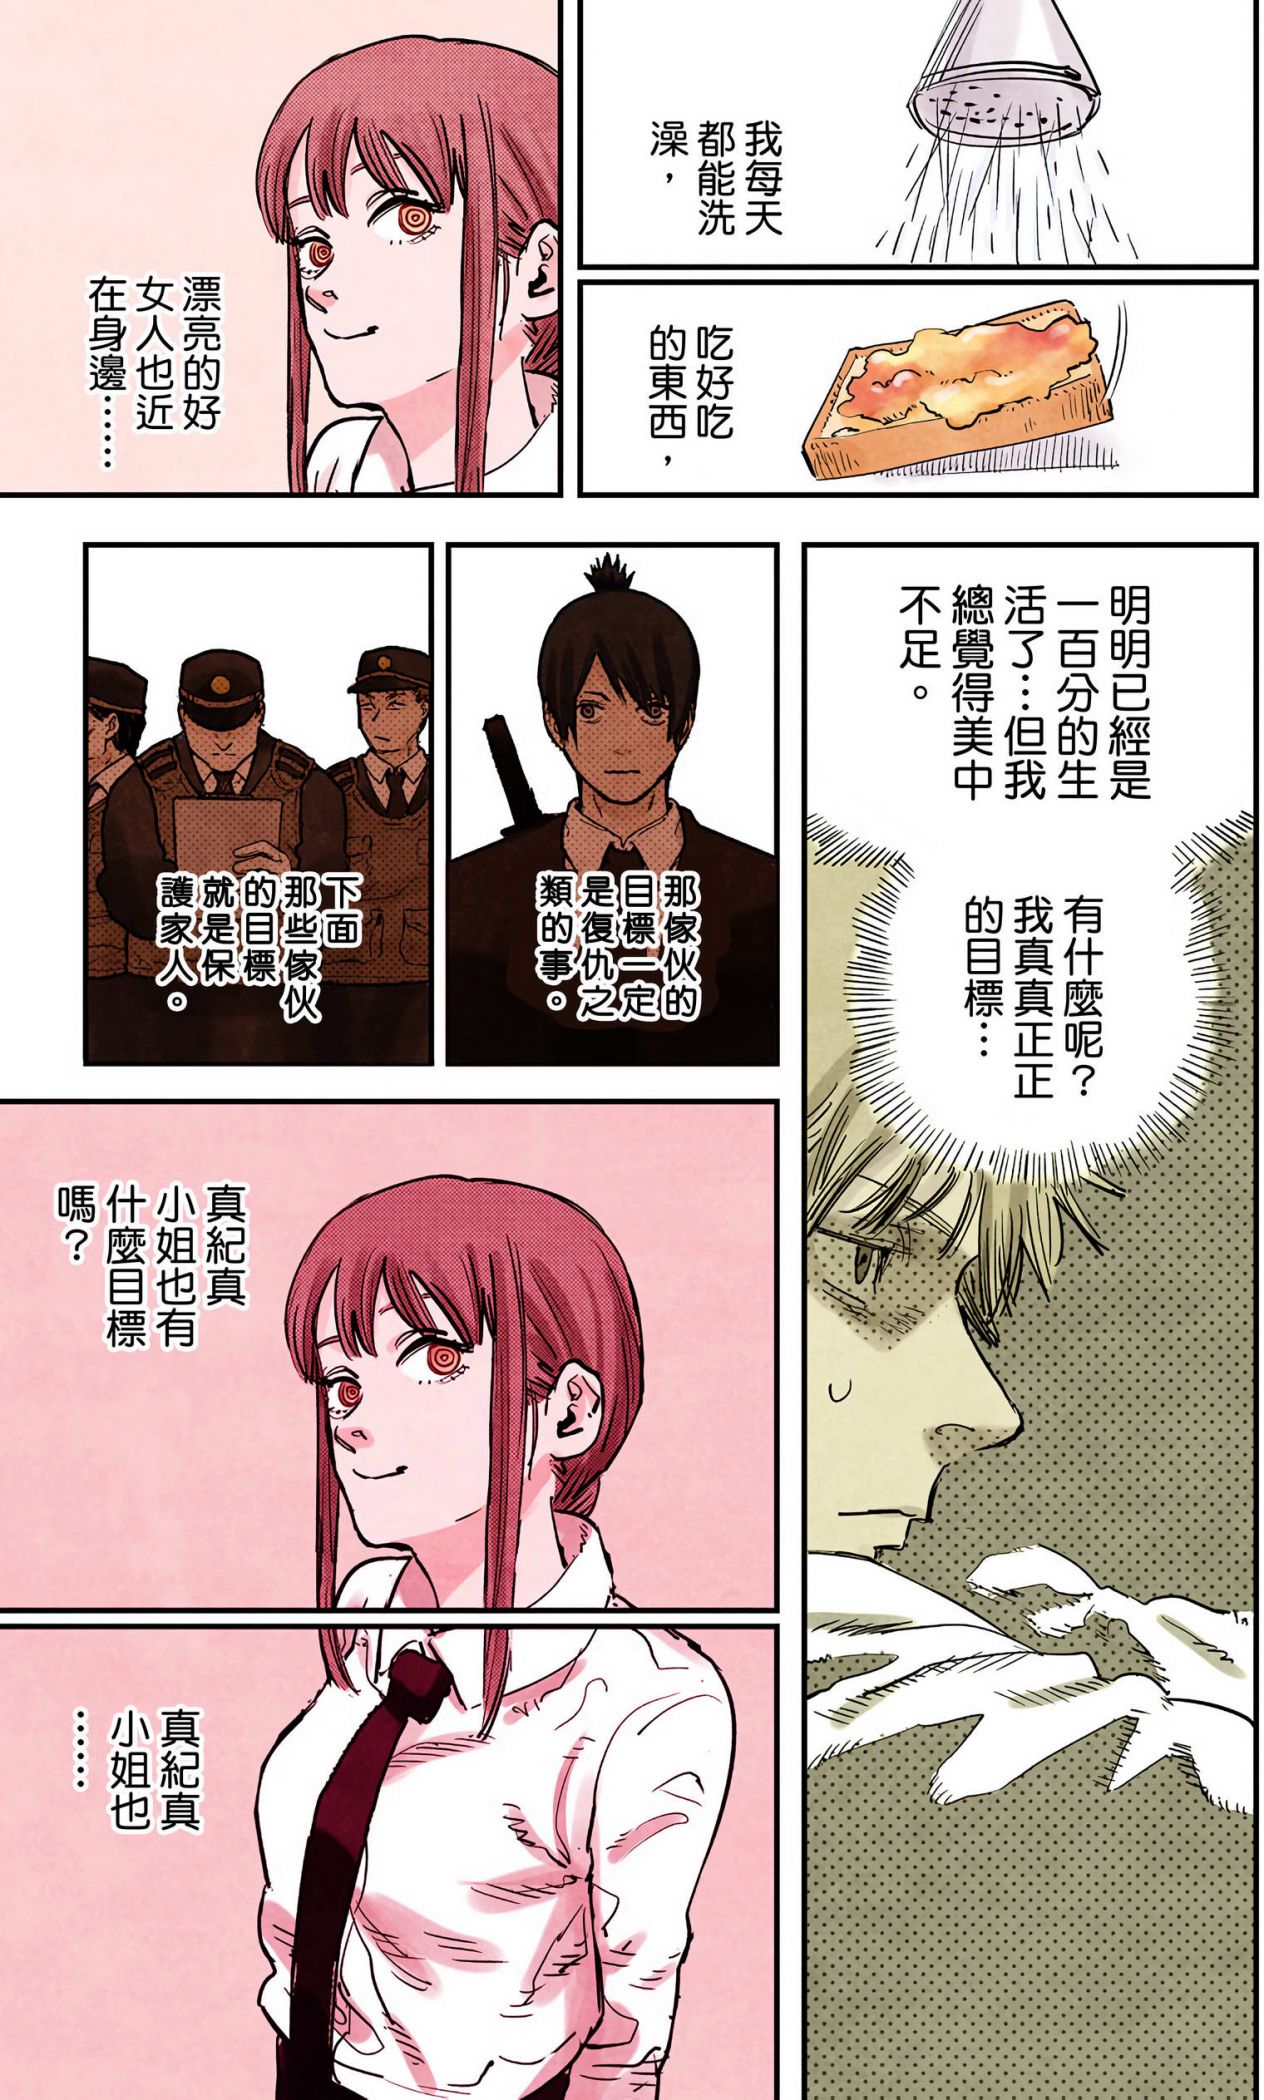 我每天
都能洗
澡，
吃好吃
的東西，
漂亮的好
女人也近
在身邊……
明明已經是
一百分的生
活了…但我
總覺得美中
不足。
有什麼呢？
我真真正正
的目標…
那傢伙的
目標一定
是復仇之
類的事。
下面
那些傢伙
的目標
就是保
護家人。
真紀真
小姐也有
什麼目標
嗎？
真紀真
小姐也
……